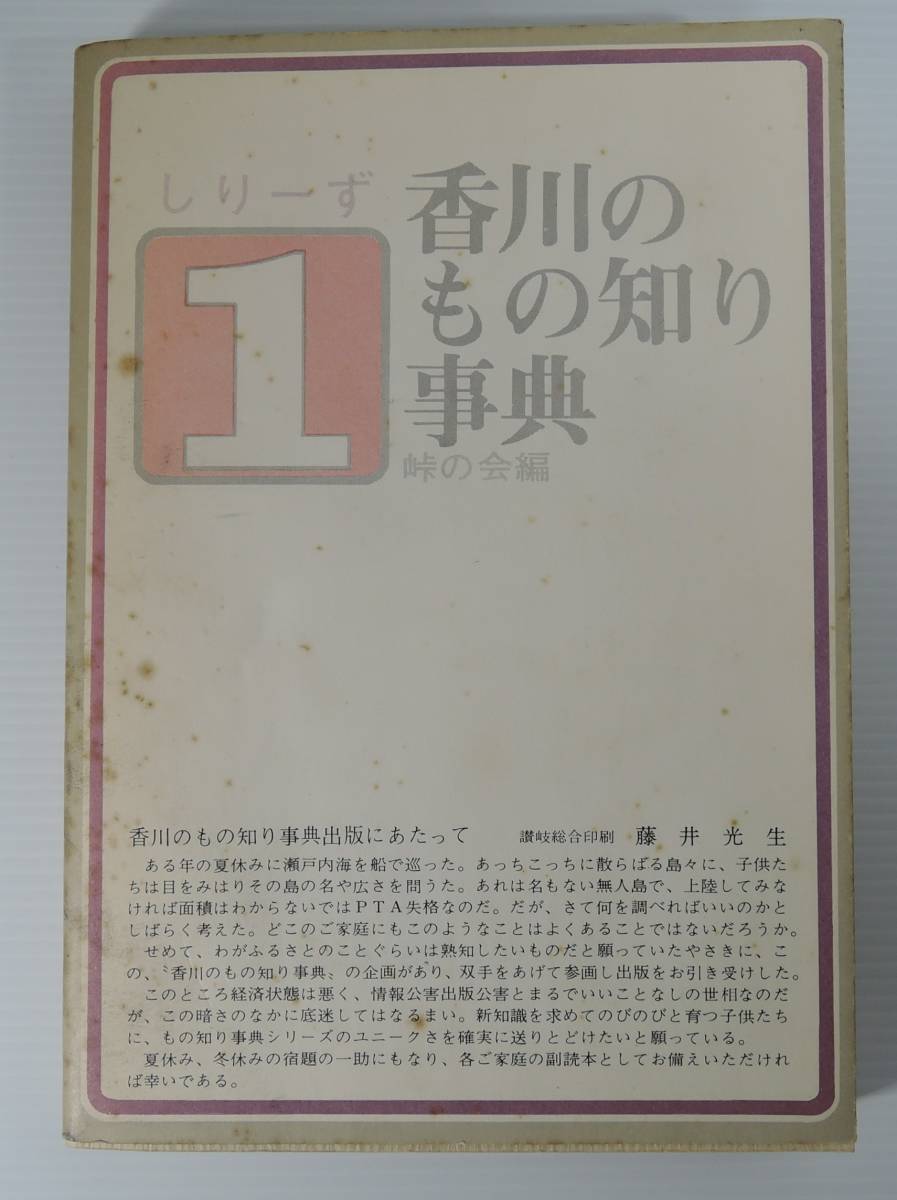 しりーず
1
香川の
もの知り
事典
峠の会編
香川のもの知り事典出版にあたって　讃岐総合印刷　藤井光生
ある年の夏休みに瀬戸内海を船で巡った。あっちこっちに散らばる島々に、子供た
ちは目をみはりその島の名や広さを問うた。あれは名もない無人島で、上陸してみな
ければ面積はわからないではＰＴＡ失格なのだ。だが、さて何を調べればいいのかと
しばらく考えた。どこのご家庭にもこのようなことはよくあることではないだろうか。
せめて、わがふるさとのことぐらいは熟知したいものだと願っていたやさきに、こ
の、〝香川のもの知り事典〟の企画があり、双手をあげて参画し出版をお引き受けした。
このところ経済状態は悪く、情報公害出版公害とまるでいいことなしの世相なのだ
が、この暗さのなかに底迷してはなるまい。新知識を求めてのびのびと育つ子供たち
に、もの知り事典シリーズのユニークさを確実に送りとどけたいと願っている。
夏休み、冬休みの宿題の一助にもなり、各ご家庭の副読本としてお備えいただけれ
ば幸いである。